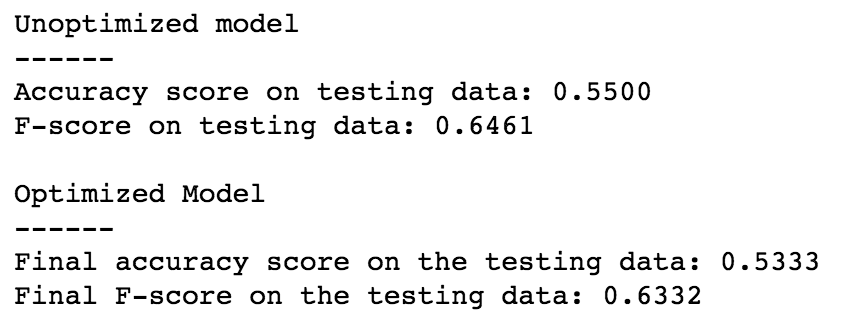 Unoptimized model
------
Accuracy score on testing data: 0.5500
F-score on testing data: 0.6461

Optimized Model
------
Final accuracy score on the testing data: 0.5333
Final F-score on the testing data: 0.6332